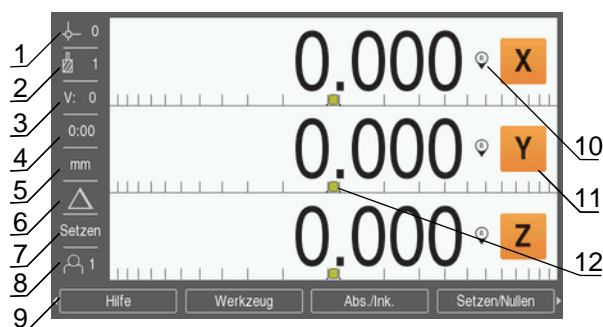 0
1
V: 0
0:00
mm
Setzen
1
0.000 R X
0.000 R Y
0.000 R Z
Hilfe Werkzeug Abs./Ink. Setzen/Nullen
1
2
3
4
5
6
7
8
9
10
11
12